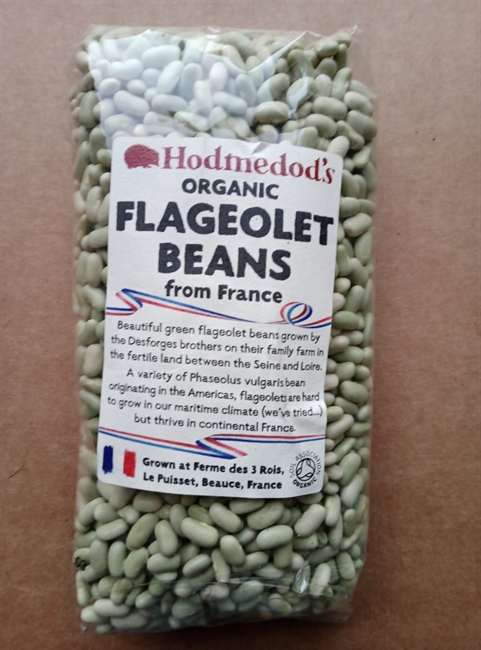 Hodmedod's
ORGANIC
FLAGEOLET
BEANS
from France
Beautiful green flageolet beans grown by
the Desforges brothers on their family farm in
the fertile land between the Seine and Loire.
A variety of Phaseolus vulgaris bean
originating in the Americas, flageolets are hard
to grow in our maritime climate (we've tried...)
but thrive in continental France.
Grown at Ferme des 3 Rois,
Le Puisset, Beauce, France
SOIL ASSOCIATION
ORGANIC